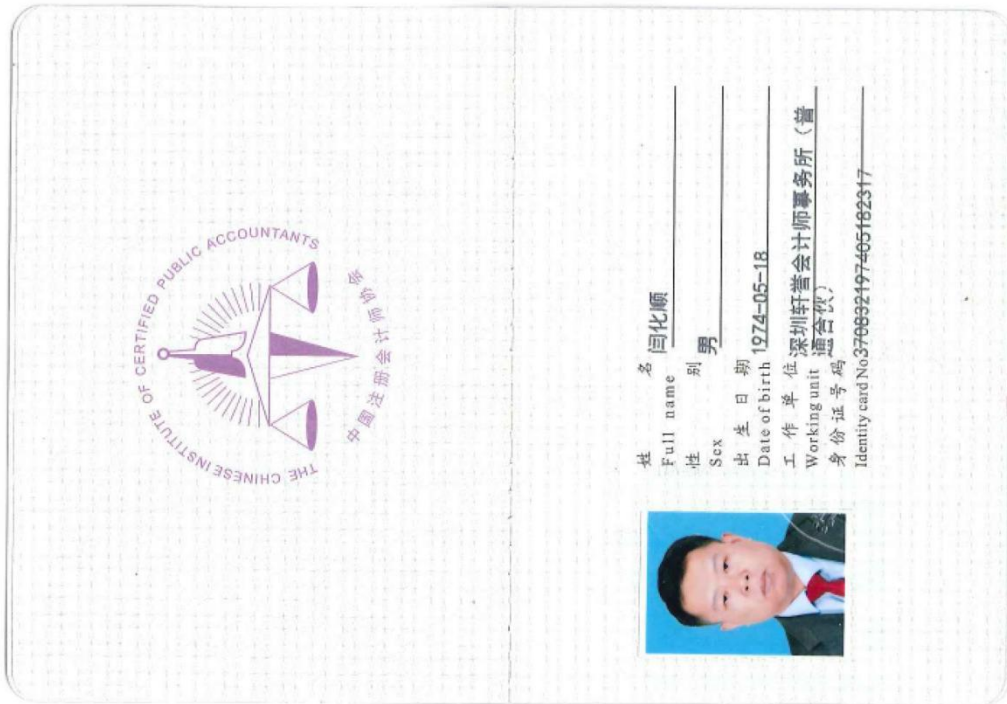 THE CHINESE INSTITUTE OF CERTIFIED PUBLIC ACCOUNTANTS
中国注册会计师协会
姓名 闫化顺
Full name
性别 男
Sex
出生日期 1974-05-18
Date of birth
工作单位 深圳轩誉会计师事务所（普
Working unit 通合伙）
身份证号码
Identity card No 370832197405182317